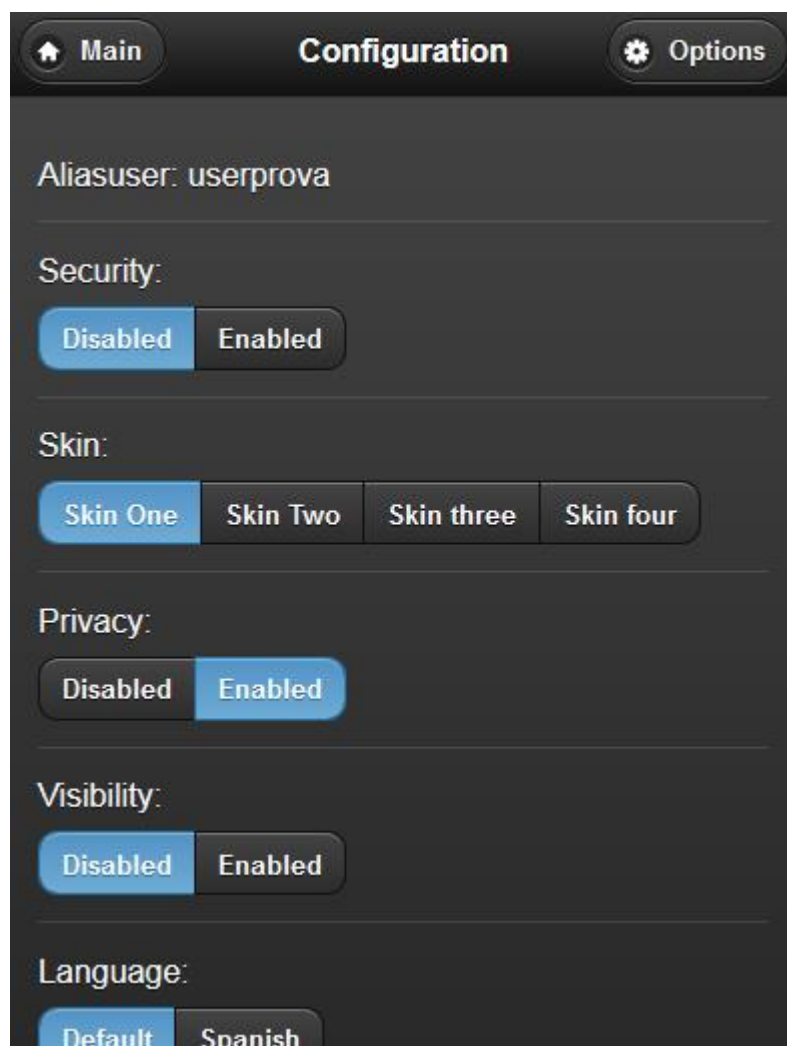 Main Configuration Options
Aliasuser: userprova
Security:
Disabled Enabled
Skin:
Skin One Skin Two Skin three Skin four
Privacy:
Disabled Enabled
Visibility:
Disabled Enabled
Language:
Default Spanish